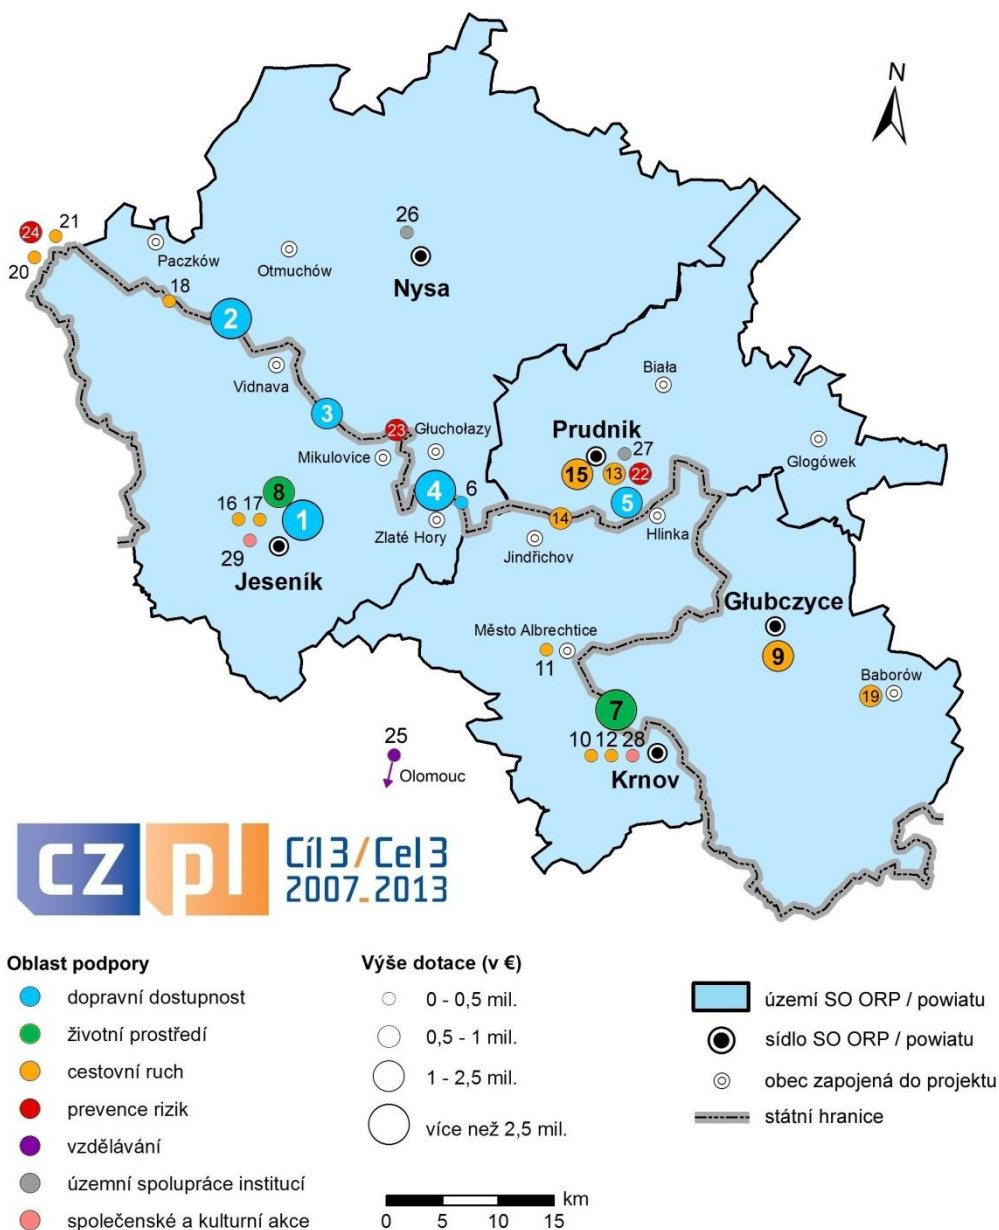 N
26
24
21
20
Paczków
Otmuchów
Nysa
18
2
Vidnava
Biała
3
23
Głuchołazy
Prudnik
27
Mikulovice
Głogówek
15
13
22
8
4
6
5
16
17
1
14
Zlaté Hory
Hlinka
29
Jindřichov
Jeseník
Głubczyce
Město Albrechtice
11
9
Baborów
19
7
25
10
12
28
Olomouc
Krnov
cz pl
Cíl 3 / Cel 3
2007_2013
Oblast podpory
dopravní dostupnost
životní prostředí
cestovní ruch
prevence rizik
vzdělávání
územní spolupráce institucí
společenské a kulturní akce
Výše dotace (v €)
0 - 0,5 mil.
0,5 - 1 mil.
1 - 2,5 mil.
více než 2,5 mil.
území SO ORP / powiatu
sídlo SO ORP / powiatu
obec zapojená do projektu
státní hranice
km
0 5 10 15